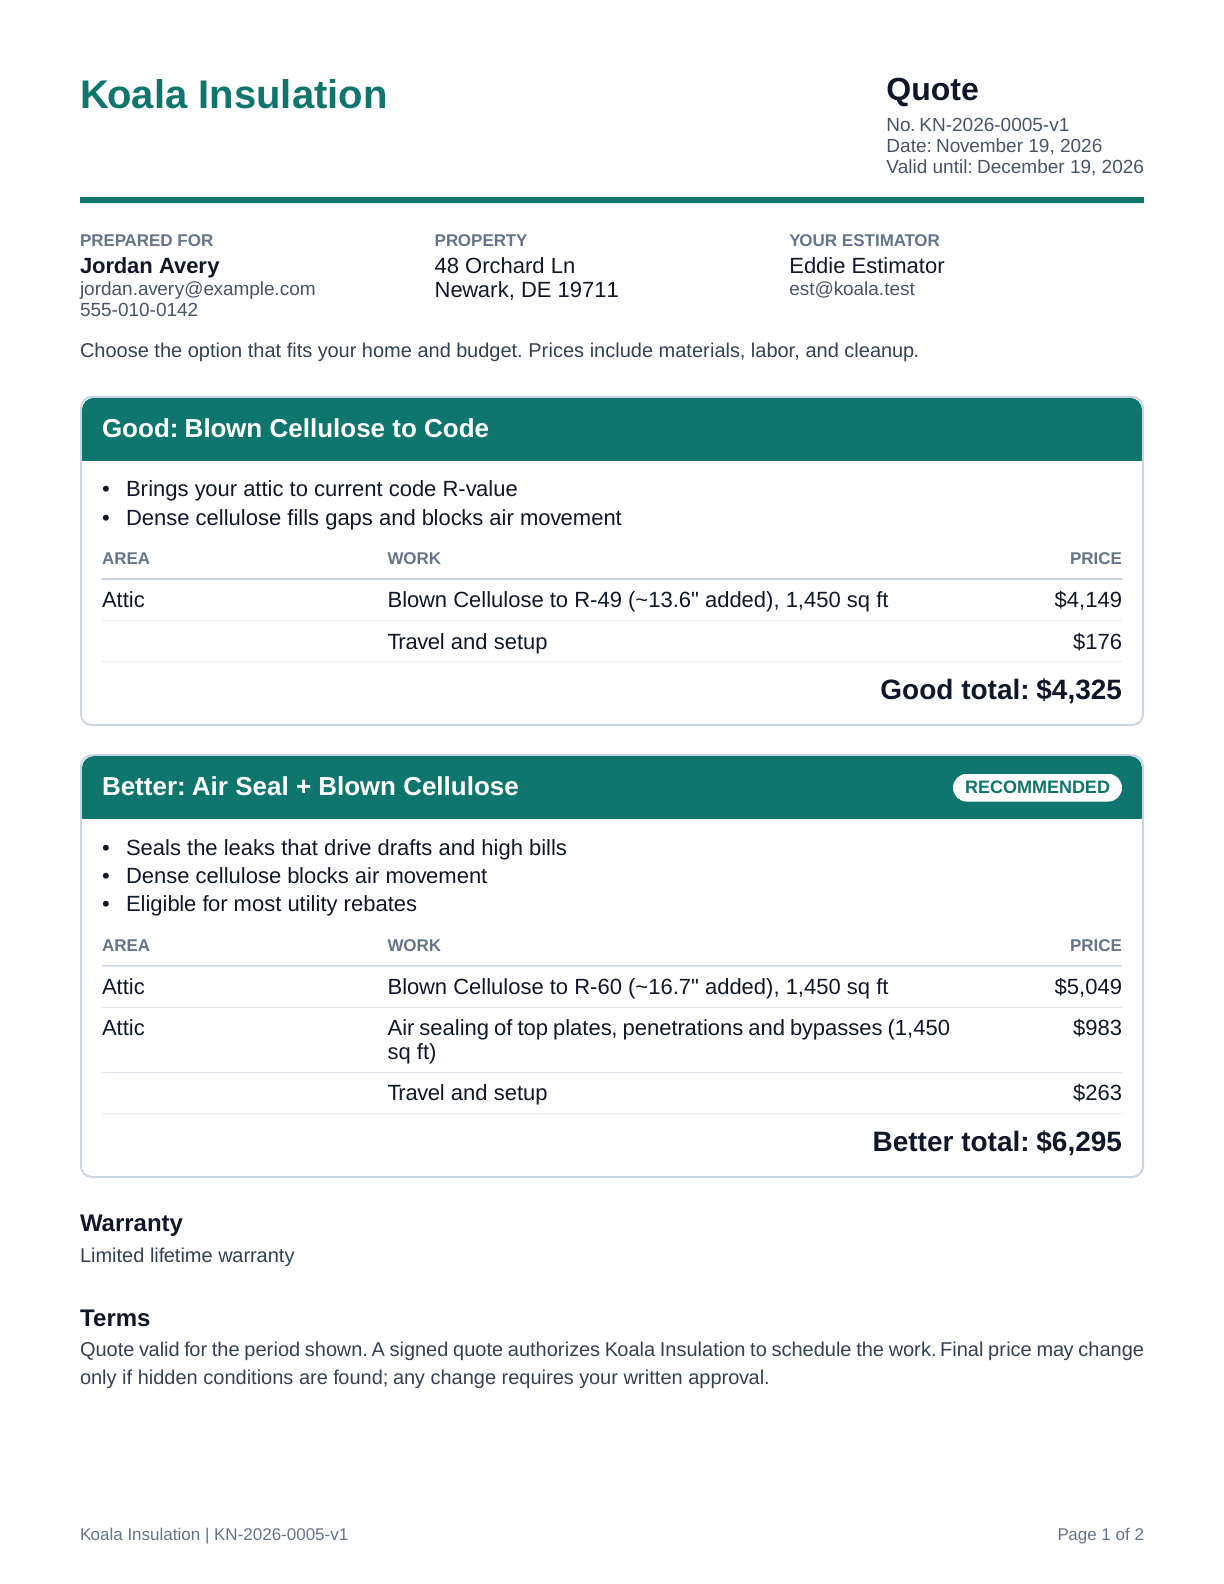 Koala Insulation
Quote
No. KN-2026-0005-v1
Date: November 19, 2026
Valid until: December 19, 2026
PREPARED FOR
Jordan Avery
jordan.avery@example.com
555-010-0142
PROPERTY
48 Orchard Ln
Newark, DE 19711
YOUR ESTIMATOR
Eddie Estimator
est@koala.test
Choose the option that fits your home and budget. Prices include materials, labor, and cleanup.
Good: Blown Cellulose to Code
• Brings your attic to current code R-value
• Dense cellulose fills gaps and blocks air movement
AREA WORK PRICE
Attic Blown Cellulose to R-49 (~13.6" added), 1,450 sq ft $4,149
Travel and setup $176
Good total: $4,325
Better: Air Seal + Blown Cellulose RECOMMENDED
• Seals the leaks that drive drafts and high bills
• Dense cellulose blocks air movement
• Eligible for most utility rebates
AREA WORK PRICE
Attic Blown Cellulose to R-60 (~16.7" added), 1,450 sq ft $5,049
Attic Air sealing of top plates, penetrations and bypasses (1,450 $983
sq ft)
Travel and setup $263
Better total: $6,295
Warranty
Limited lifetime warranty
Terms
Quote valid for the period shown. A signed quote authorizes Koala Insulation to schedule the work. Final price may change
only if hidden conditions are found; any change requires your written approval.
Koala Insulation | KN-2026-0005-v1 Page 1 of 2